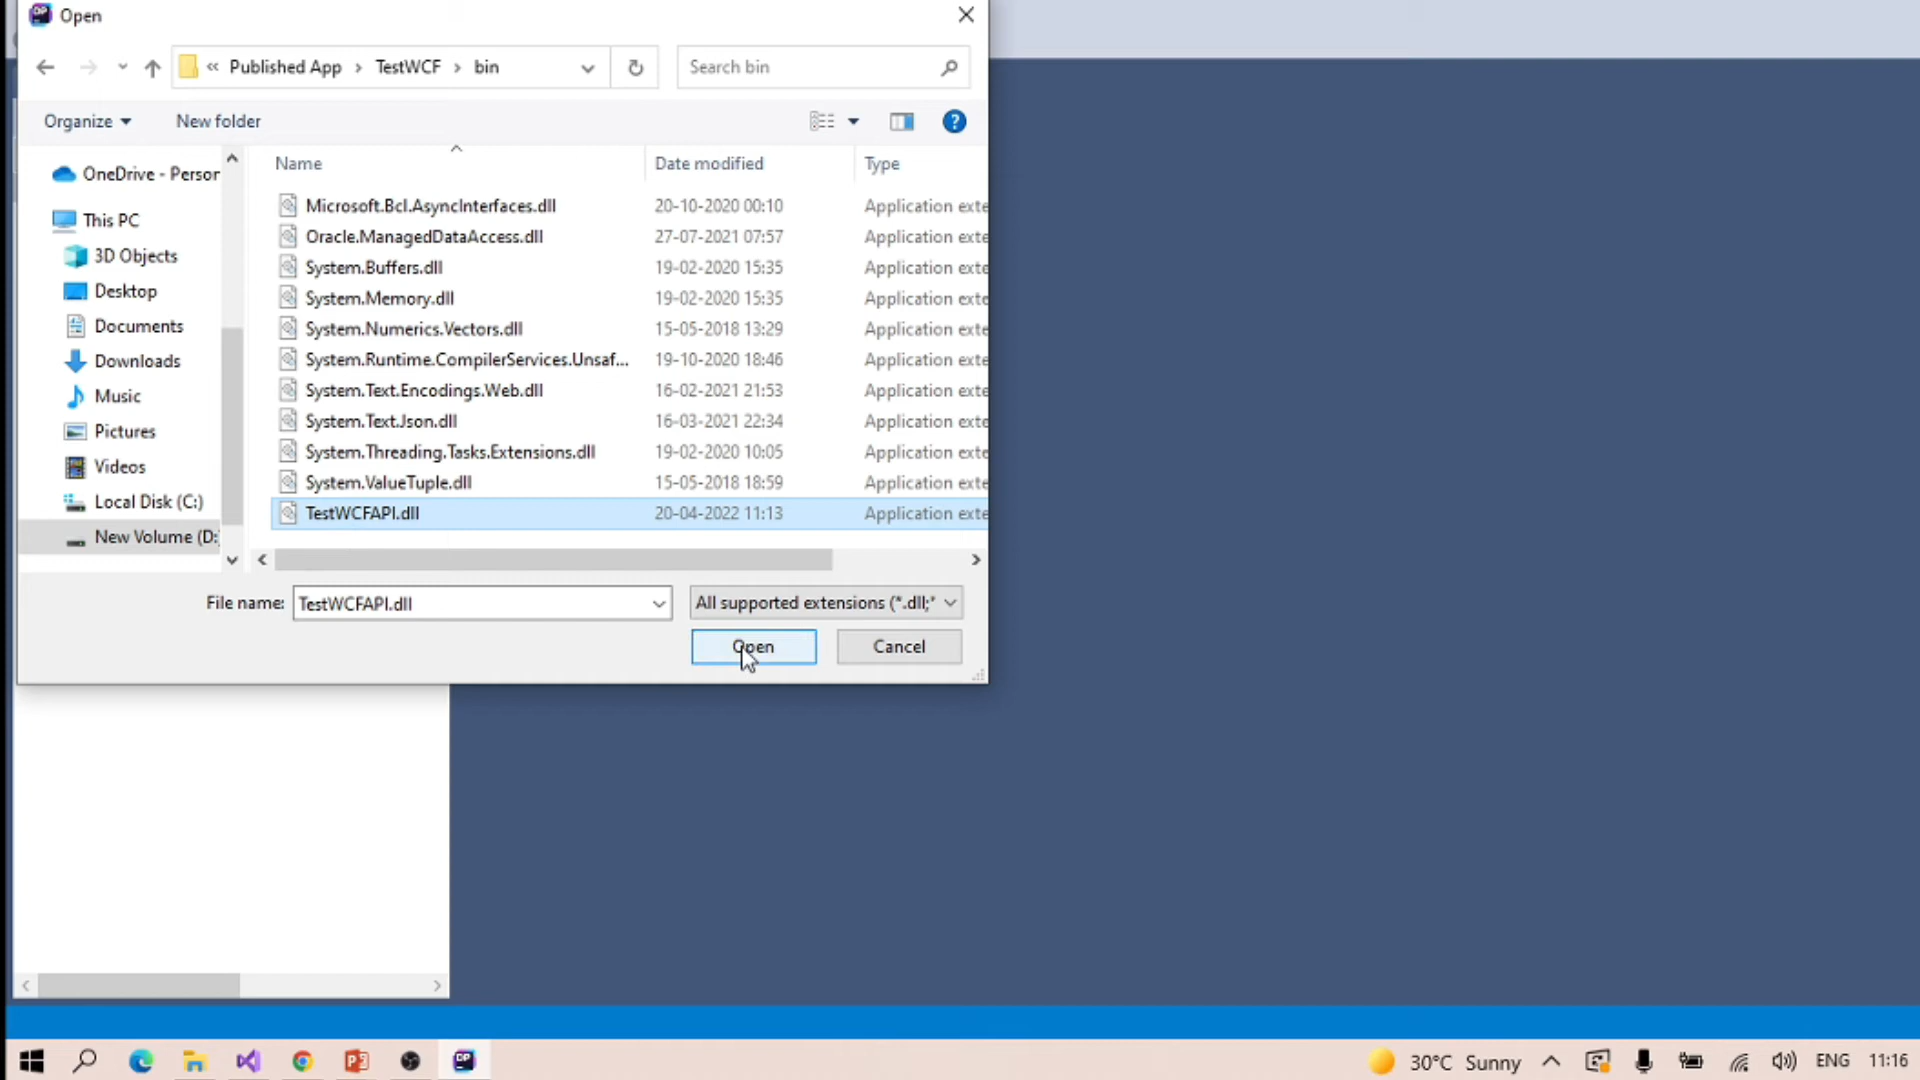 DP Open
« Published App > TestWCF > bin
Search bin
Organize
New folder
?
Name
Date modified
Type
OneDrive - Person
This PC
3D Objects
Desktop
Documents
Downloads
Music
Pictures
Videos
Local Disk (C:)
New Volume (D:
Microsoft.Bcl.AsyncInterfaces.dll 20-10-2020 00:10 Application exte
Oracle.ManagedDataAccess.dll 27-07-2021 07:57 Application exte
System.Buffers.dll 19-02-2020 15:35 Application exte
System.Memory.dll 19-02-2020 15:35 Application exte
System.Numerics.Vectors.dll 15-05-2018 13:29 Application exte
System.Runtime.CompilerServices.Unsaf... 19-10-2020 18:46 Application exte
System.Text.Encodings.Web.dll 16-02-2021 21:53 Application exte
System.Text.Json.dll 16-03-2021 22:34 Application exte
System.Threading.Tasks.Extensions.dll 19-02-2020 10:05 Application exte
System.ValueTuple.dll 15-05-2018 18:59 Application exte
TestWCFAPI.dll 20-04-2022 11:13 Application exte
File name: TestWCFAPI.dll
All supported extensions (*.dll;*
Open
Cancel
DP
30°C Sunny
ENG
11:16